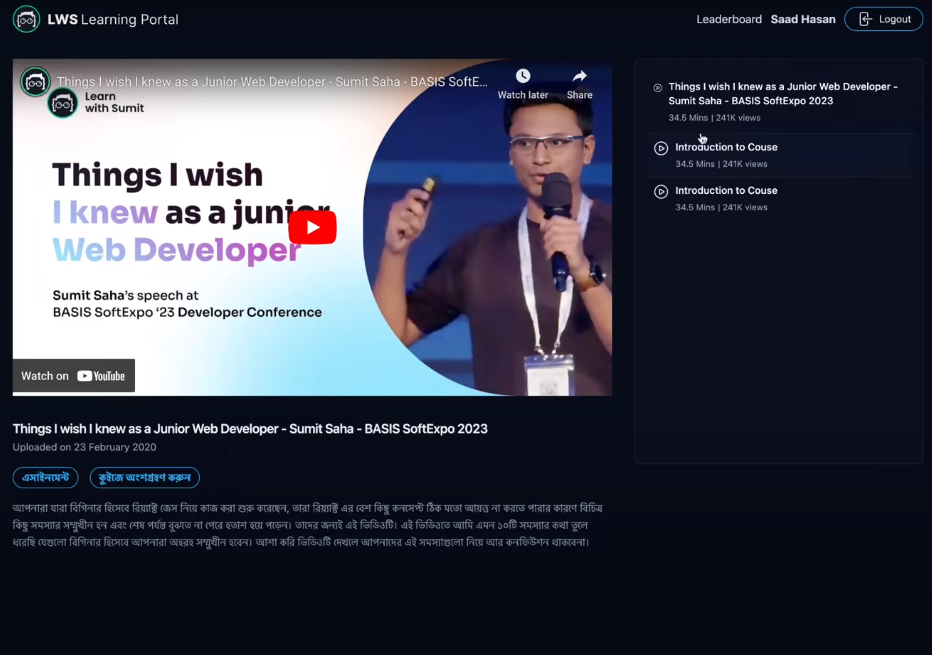 LWS Learning Portal
Leaderboard Saad Hasan Logout
Things I wish I knew as a Junior Web Developer - Sumit Saha - BASIS SoftE...
Watch later Share
Learn
with Sumit
Things I wish
I knew as a junior
Web Developer
Sumit Saha's speech at
BASIS SoftExpo '23 Developer Conference
Watch on YouTube
Things I wish I knew as a Junior Web Developer -
Sumit Saha - BASIS SoftExpo 2023
34.5 Mins | 241K views
Introduction to Couse
34.5 Mins | 241K views
Introduction to Couse
34.5 Mins | 241K views
Things I wish I knew as a Junior Web Developer - Sumit Saha - BASIS SoftExpo 2023
Uploaded on 23 February 2020
এসাইনমেন্ট কুইজে অংশগ্রহণ করুন
আপনারা যারা বিগিনার হিসেবে রিয়্যাক্ট জেস নিয়ে কাজ করা শুরু করেছেন, তারা রিয়্যাক্ট এর বেশ কিছু কনসেপ্ট ঠিক মতো আয়ত্ত্ব না করতে পারার কারণে বিচিত্র
কিছু সমস্যার সম্মুখীন হন এবং শেষ পর্যন্ত বুঝতে না পেরে হতাশ হয়ে পড়েন। তাদের জন্যই এই ভিডিওটি। এই ভিডিওতে আমি এমন ১০টি সমস্যার কথা তুলে
ধরেছি যেগুলো বিগিনার হিসেবে আপনারা অহরহ সম্মুখীন হবেন। আশা করি ভিডিওটি দেখলে আপনাদের এই সমস্যাগুলো নিয়ে আর কনফিউশন থাকবেনা।